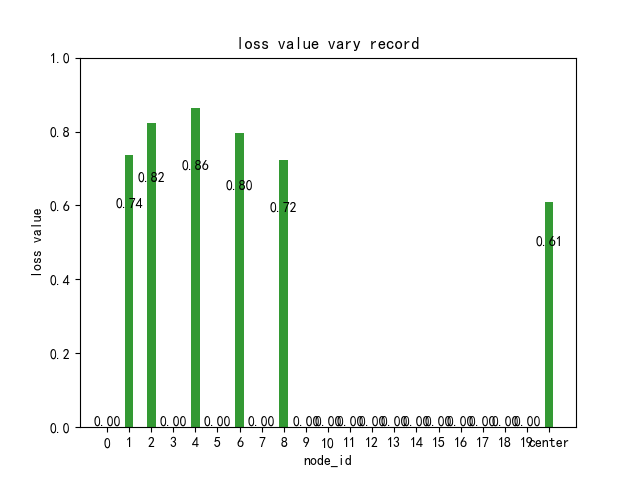 loss value vary record
1.0
0.8
0.6
0.4
0.2
0.0
loss value
0.00 0.74 0.82 0.00 0.86 0.00 0.80 0.00 0.72 0.00 0.00 0.00 0.00 0.00 0.00 0.00 0.00 0.00 0.00 0.00 0.61
0 1 2 3 4 5 6 7 8 9 10 11 12 13 14 15 16 17 18 19 center
node_id